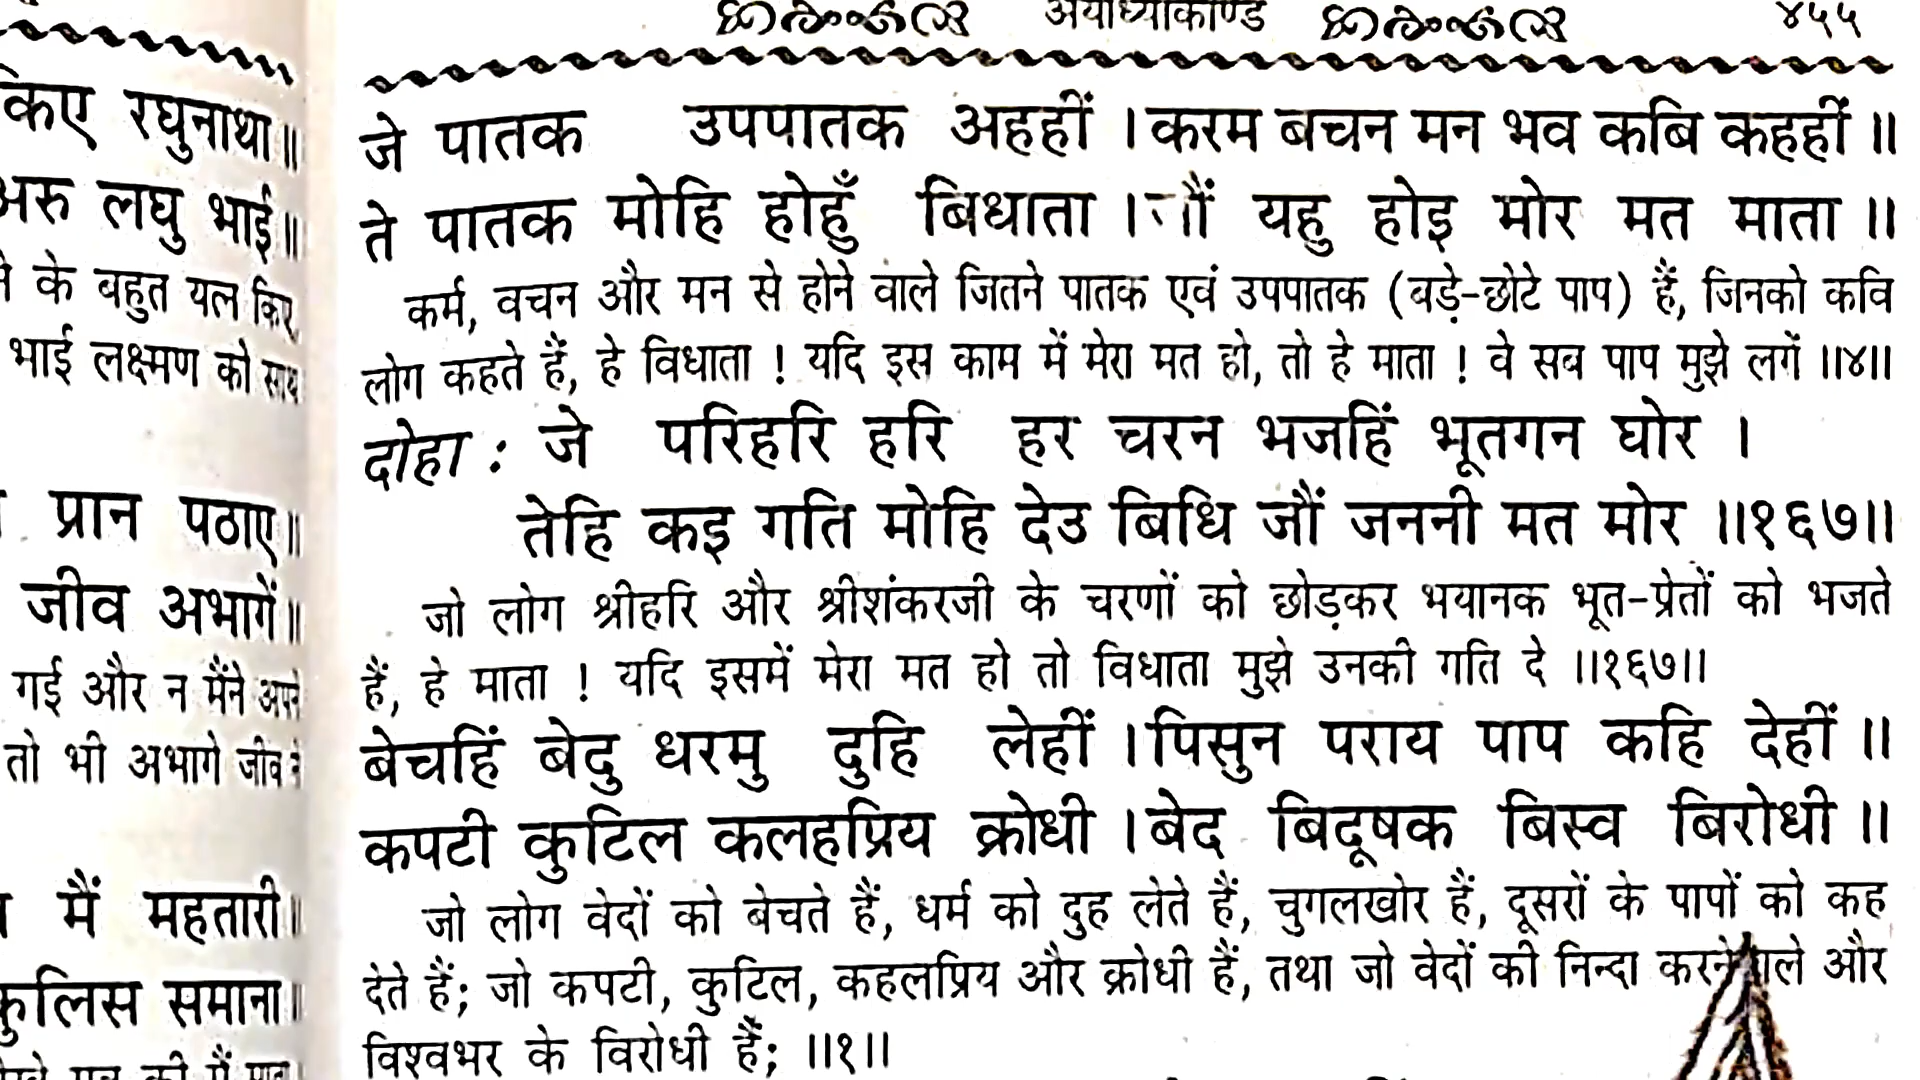 किए रघुनाथा॥
अरु लघु भाई॥
के बहुत यत्न किए
भाई लक्ष्मण को साथ
प्रान पठाए॥
जीव अभागें॥
गई और न मैंने अपने
तो भी अभागे जीव ने
मैं महतारी।
कुलिस समाना।
अयोध्याकाण्ड ४५५
जे पातक उपपातक अहहीं । करम बचन मन भव कबि कहहीं ॥
ते पातक मोहि होहुँ बिधाता । यहु होइ मोर मत माता ॥
कर्म, वचन और मन से होने वाले जितने पातक एवं उपपातक (बड़े-छोटे पाप) हैं, जिनको कवि
लोग कहते हैं, हे विधाता ! यदि इस काम में मेरा मत हो, तो हे माता ! वे सब पाप मुझे लगें ॥४॥
दोहा : जे परिहरि हरि हर चरन भजहिं भूतगन घोर ।
तेहि कइ गति मोहि देउ बिधि जौं जननी मत मोर ॥१६७॥
जो लोग श्रीहरि और श्रीशंकरजी के चरणों को छोड़कर भयानक भूत-प्रेतों को भजते
हैं, हे माता ! यदि इसमें मेरा मत हो तो विधाता मुझे उनकी गति दे ॥१६७॥
बेचहिं बेदु धरमु दुहि लेहीं । पिसुन पराय पाप कहि देहीं ॥
कपटी कुटिल कलहप्रिय क्रोधी । बेद बिदूषक बिस्व बिरोधी ॥
जो लोग वेदों को बेचते हैं, धर्म को दुह लेते हैं, चुगलखोर हैं, दूसरों के पापों को कह
देते हैं; जो कपटी, कुटिल, कहलप्रिय और क्रोधी हैं, तथा जो वेदों की निन्दा करने वाले और
विश्वभर के विरोधी हैं; ॥१॥